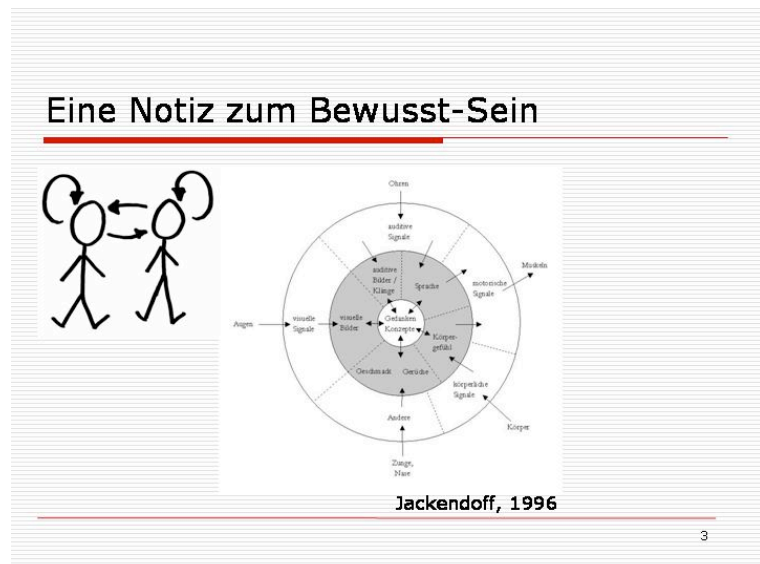 Eine Notiz zum Bewusst-Sein
Ohren
auditive
Signale
Muskeln
auditive
Bilder /
Klänge
Sprache
motorische
Signale
Augen
visuelle
Signale
visuelle
Bilder
Gedanken
Konzepte
Körper-
gefühl
Geschmack
Gerüche
körperliche
Signale
Andere
Körper
Zunge,
Nase
Jackendoff, 1996
3